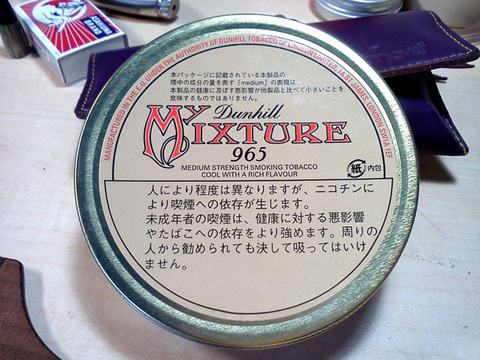 MANUFACTURED IN THE E.U. UNDER THE AUTHORITY OF DUNHILL TOBACCO OF LONDON LIMITED, 1A ST JAMES, LONDON SW1A 1EF
本パッケージに記載されている本製品の
煙中の成分の量を表す「medium」の表現は、
本製品の健康に及ぼす悪影響が他製品と比べて小さいことを
意味するものではありません。
Dunhill
MY MIXTURE
965
MEDIUM STRENGTH SMOKING TOBACCO
COOL WITH A RICH FLAVOUR
紙 内包
人により程度は異なりますが、ニコチンに
より喫煙への依存が生じます。
未成年者の喫煙は、健康に対する悪影響
やたばこへの依存をより強めます。周りの
人から勧められても決して吸ってはいけ
ません。